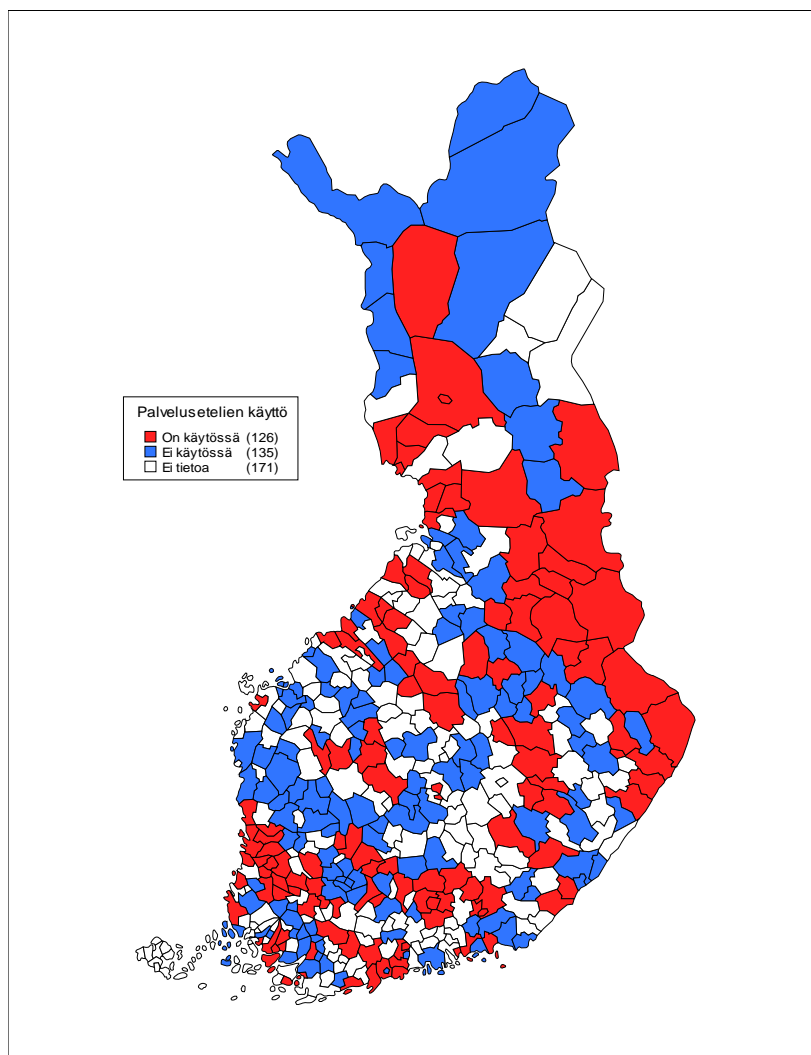 Palvelusetelien käyttö
On käytössä (126)
Ei käytössä (135)
Ei tietoa (171)